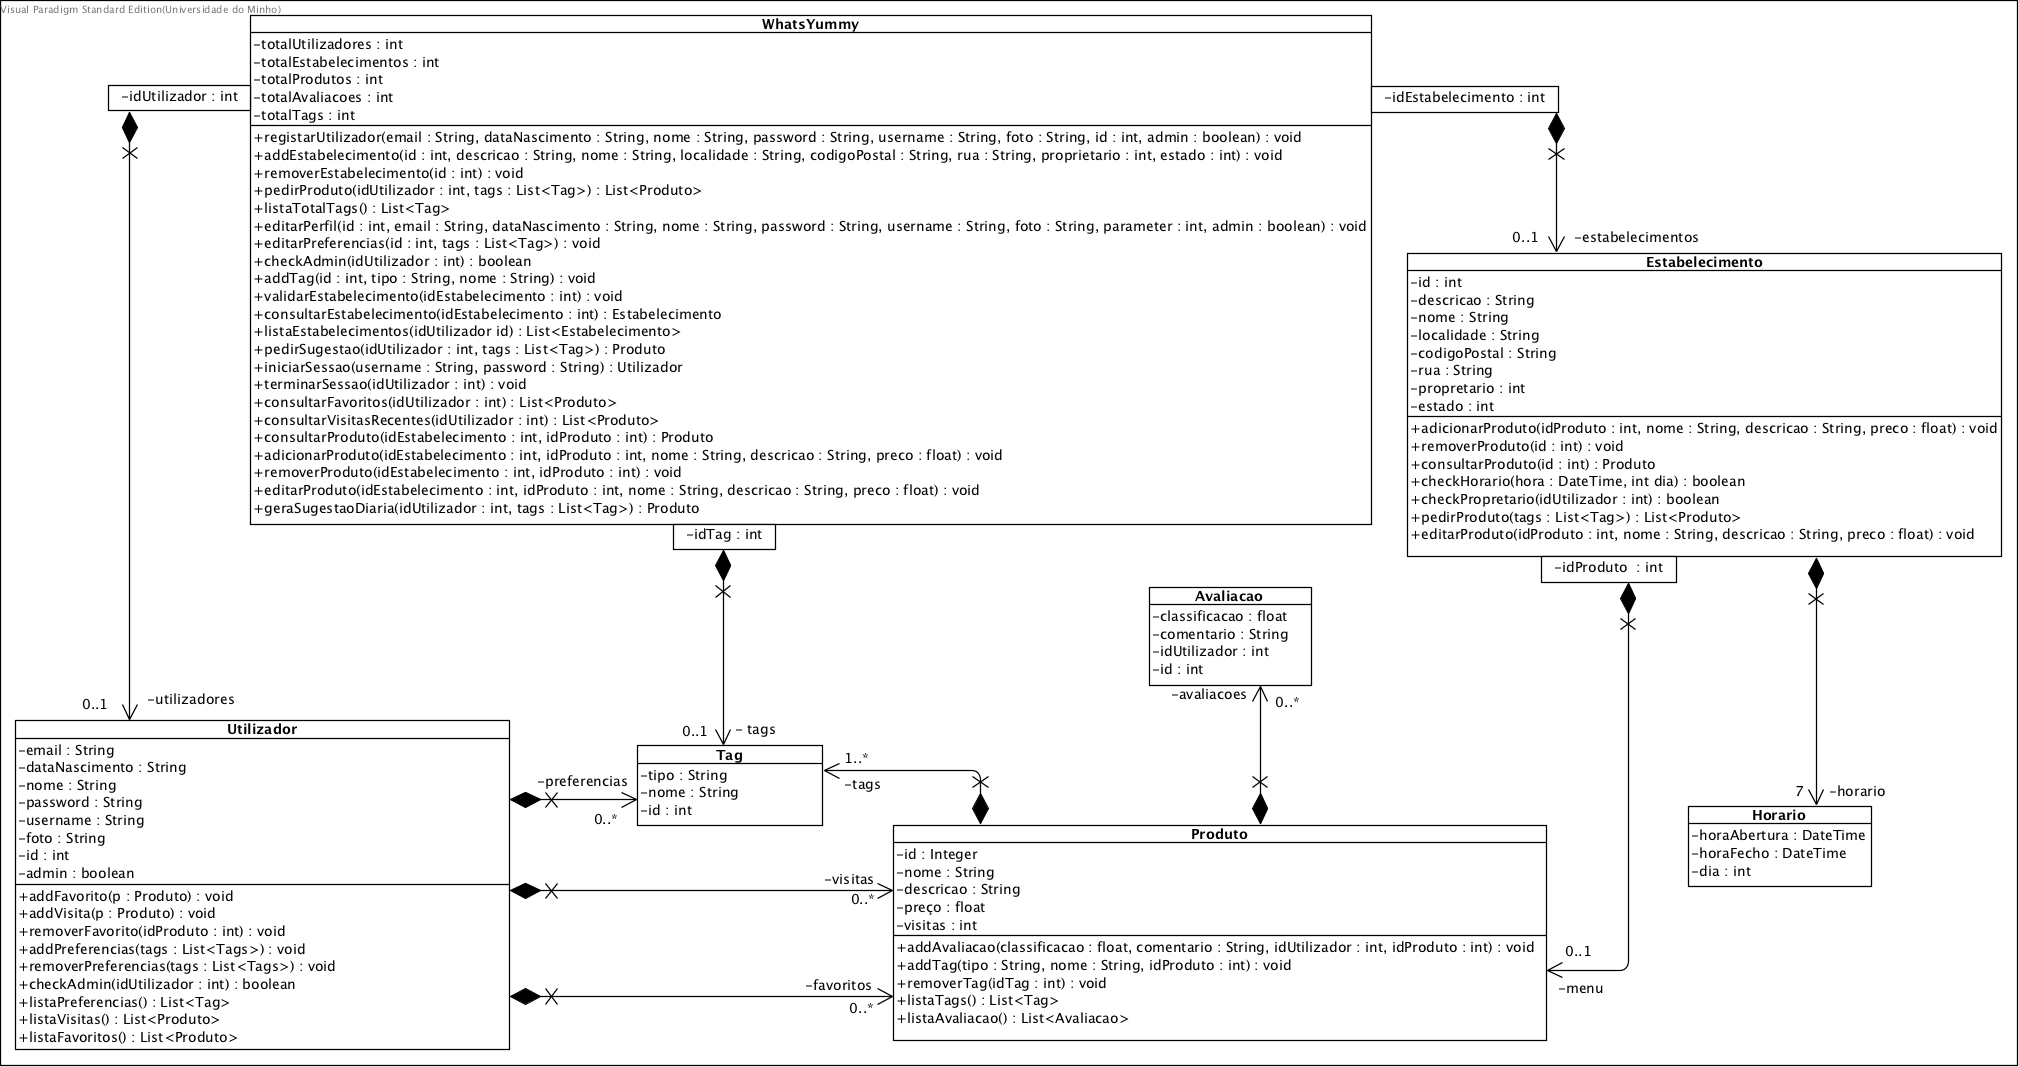 Visual Paradigm Standard Edition(Universidade do Minho)
WhatsYummy
-totalUtilizadores : int
-totalEstabelecimentos : int
-totalProdutos : int
-totalAvaliacoes : int
-totalTags : int
+registarUtilizador(email : String, dataNascimento : String, nome : String, password : String, username : String, foto : String, id : int, admin : boolean) : void
+addEstabelecimento(id : int, descricao : String, nome : String, localidade : String, codigoPostal : String, rua : String, proprietario : int, estado : int) : void
+removerEstabelecimento(id : int) : void
+pedirProduto(idUtilizador : int, tags : List<Tag>) : List<Produto>
+listaTotalTags() : List<Tag>
+editarPerfil(id : int, email : String, dataNascimento : String, nome : String, password : String, username : String, foto : String, parameter : int, admin : boolean) : void
+editarPreferencias(id : int, tags : List<Tag>) : void
+checkAdmin(idUtilizador : int) : boolean
+addTag(id : int, tipo : String, nome : String) : void
+validarEstabelecimento(idEstabelecimento : int) : void
+consultarEstabelecimento(idEstabelecimento : int) : Estabelecimento
+listaEstabelecimentos(idUtilizador id) : List<Estabelecimento>
+pedirSugestao(idUtilizador : int, tags : List<Tag>) : Produto
+iniciarSessao(username : String, password : String) : Utilizador
+terminarSessao(idUtilizador : int) : void
+consultarFavoritos(idUtilizador : int) : List<Produto>
+consultarVisitasRecentes(idUtilizador : int) : List<Produto>
+consultarProduto(idEstabelecimento : int, idProduto : int) : Produto
+adicionarProduto(idEstabelecimento : int, idProduto : int, nome : String, descricao : String, preco : float) : void
+removerProduto(idEstabelecimento : int, idProduto : int) : void
+editarProduto(idEstabelecimento : int, idProduto : int, nome : String, descricao : String, preco : float) : void
+geraSugestaoDiaria(idUtilizador : int, tags : List<Tag>) : Produto
-idUtilizador : int
-idEstabelecimento : int
-idTag : int
0..1
-estabelecimentos
Estabelecimento
-id : int
-descricao : String
-nome : String
-localidade : String
-codigoPostal : String
-rua : String
-propretario : int
-estado : int
+adicionarProduto(idProduto : int, nome : String, descricao : String, preco : float) : void
+removerProduto(id : int) : void
+consultarProduto(id : int) : Produto
+checkHorario(hora : DateTime, int dia) : boolean
+checkPropretario(idUtilizador : int) : boolean
+pedirProduto(tags : List<Tag>) : List<Produto>
+editarProduto(idProduto : int, nome : String, descricao : String, preco : float) : void
-idProduto : int
Avaliacao
-classificacao : float
-comentario : String
-idUtilizador : int
-id : int
-avaliacoes
0..*
0..1
-utilizadores
Utilizador
-email : String
-dataNascimento : String
-nome : String
-password : String
-username : String
-foto : String
-id : int
-admin : boolean
+addFavorito(p : Produto) : void
+addVisita(p : Produto) : void
+removerFavorito(idProduto : int) : void
+addPreferencias(tags : List<Tags>) : void
+removerPreferencias(tags : List<Tags>) : void
+checkAdmin(idUtilizador : int) : boolean
+listaPreferencias() : List<Tag>
+listaVisitas() : List<Produto>
+listaFavoritos() : List<Produto>
0..1
- tags
-preferencias
0..*
Tag
-tipo : String
-nome : String
-id : int
1..*
-tags
-visitas
0..*
-favoritos
0..*
Produto
-id : Integer
-nome : String
-descricao : String
-preço : float
-visitas : int
+addAvaliacao(classificacao : float, comentario : String, idUtilizador : int, idProduto : int) : void
+addTag(tipo : String, nome : String, idProduto : int) : void
+removerTag(idTag : int) : void
+listaTags() : List<Tag>
+listaAvaliacao() : List<Avaliacao>
0..1
-menu
7
-horario
Horario
-horaAbertura : DateTime
-horaFecho : DateTime
-dia : int